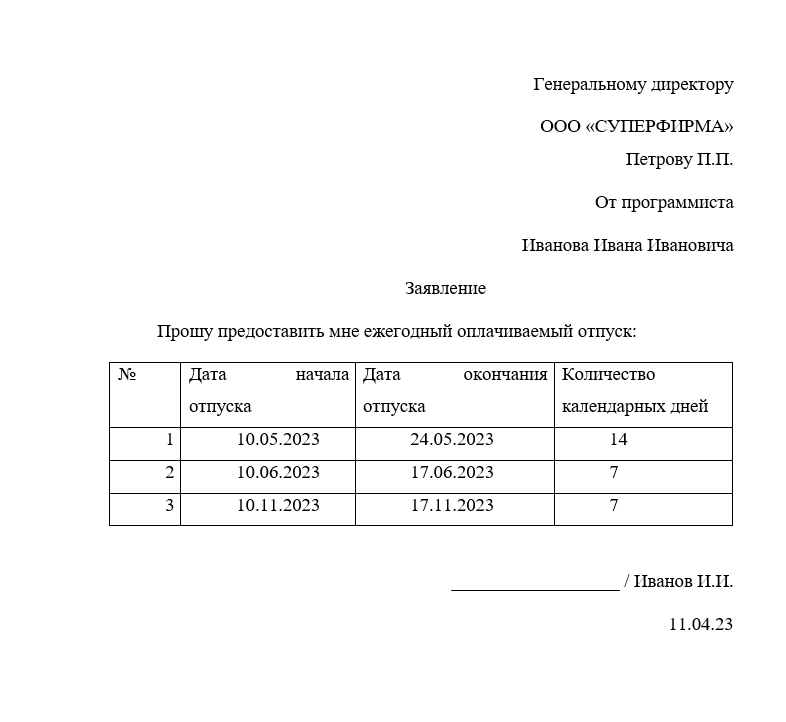 Генеральному директору
ООО «СУПЕРФИРМА»
Петрову П.П.
От программиста
Иванова Ивана Ивановича
Заявление
Прошу предоставить мне ежегодный оплачиваемый отпуск:
№ Дата начала отпуска Дата окончания отпуска Количество календарных дней
1 10.05.2023 24.05.2023 14
2 10.06.2023 17.06.2023 7
3 10.11.2023 17.11.2023 7
____________________ / Иванов И.И.
11.04.23